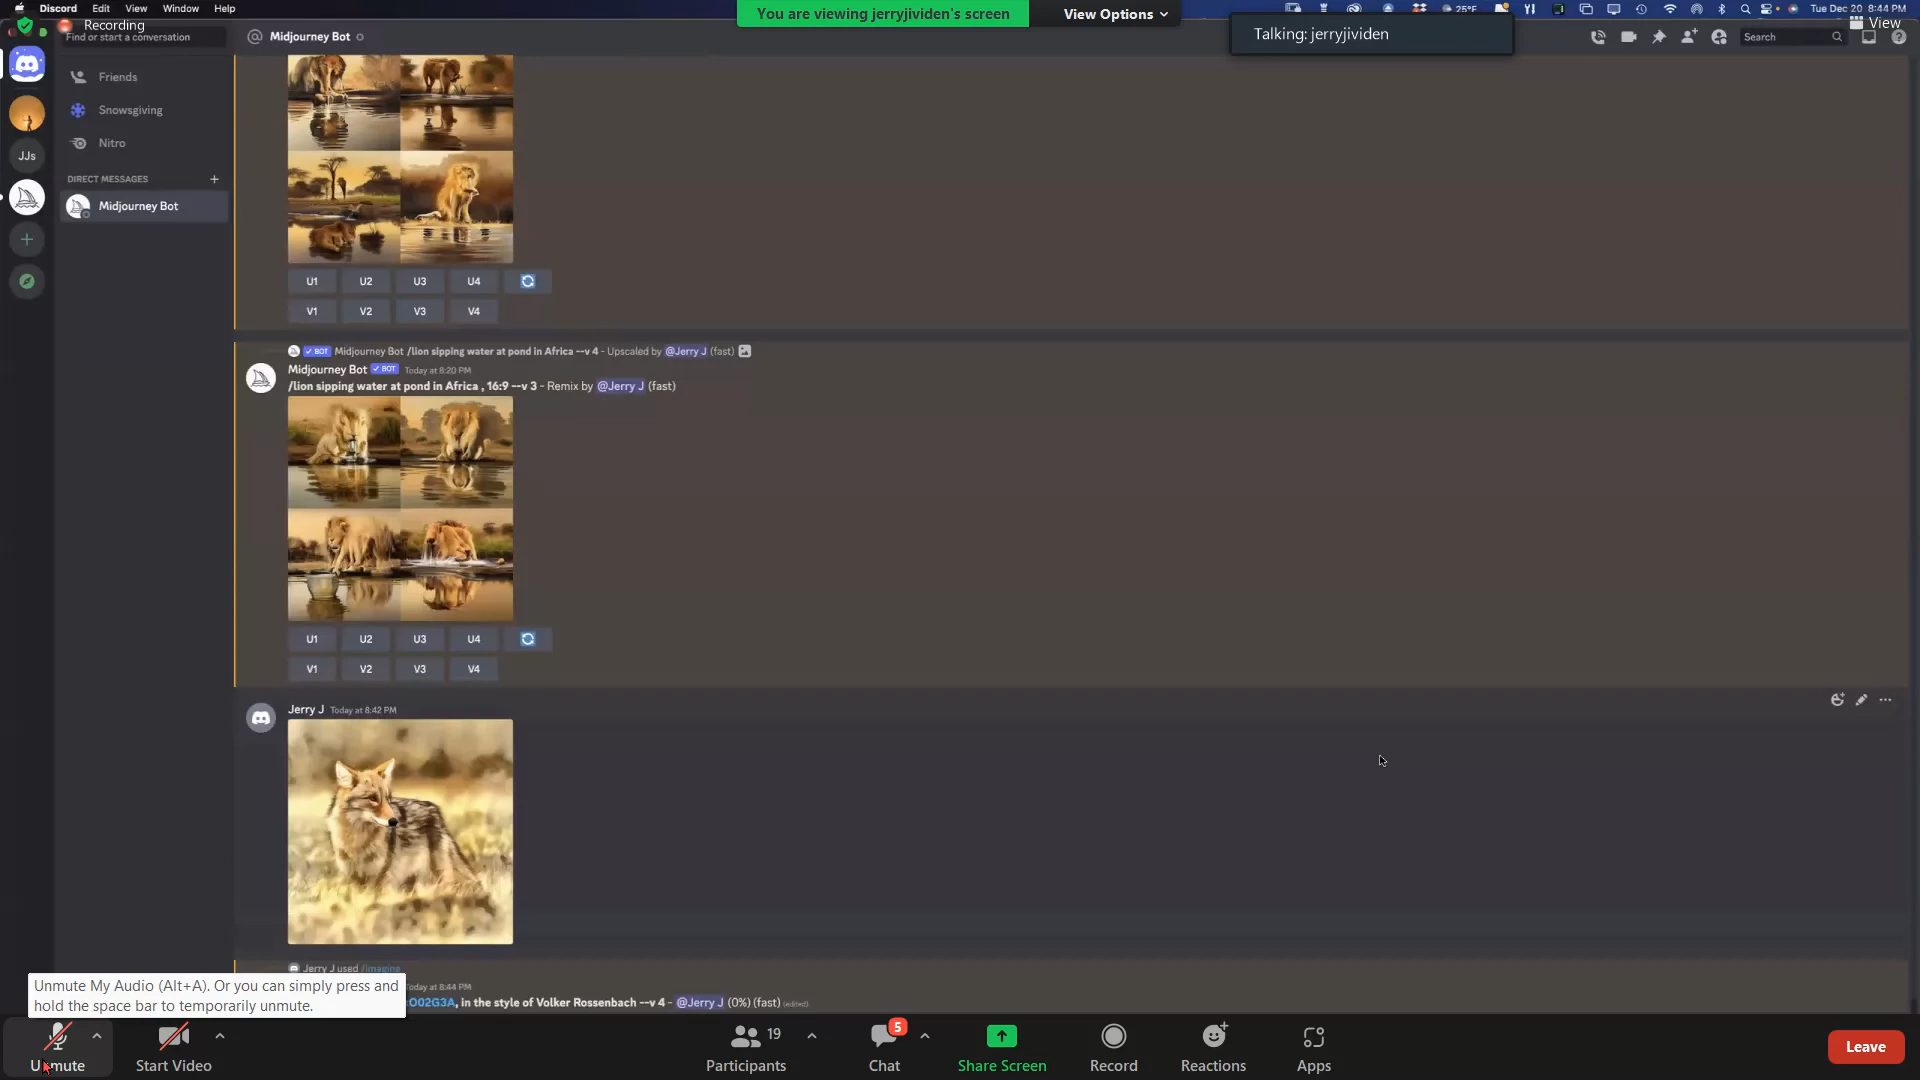 Discord Edit View Window Help
You are viewing jerryjividen's screen
View Options
25°F
Tue Dec 20 8:44 PM
Recording
View
Talking: jerryjividen
Find or start a conversation
Midjourney Bot
Search
Friends
Snowsgiving
Nitro
JJs
DIRECT MESSAGES +
Midjourney Bot
U1 U2 U3 U4
V1 V2 V3 V4
BOT Midjourney Bot /lion sipping water at pond in Africa --v 4 - Upscaled by @Jerry J (fast)
Midjourney Bot BOT Today at 8:20 PM
/lion sipping water at pond in Africa , 16:9 --v 3 - Remix by @Jerry J (fast)
U1 U2 U3 U4
V1 V2 V3 V4
Jerry J Today at 8:42 PM
Jerry J used /imagine
Today at 8:44 PM
O02G3A, in the style of Volker Rossenbach --v 4 - @Jerry J (0%) (fast) (edited)
Unmute My Audio (Alt+A). Or you can simply press and
hold the space bar to temporarily unmute.
19
5
Unmute
Start Video
Participants
Chat
Share Screen
Record
Reactions
Apps
Leave